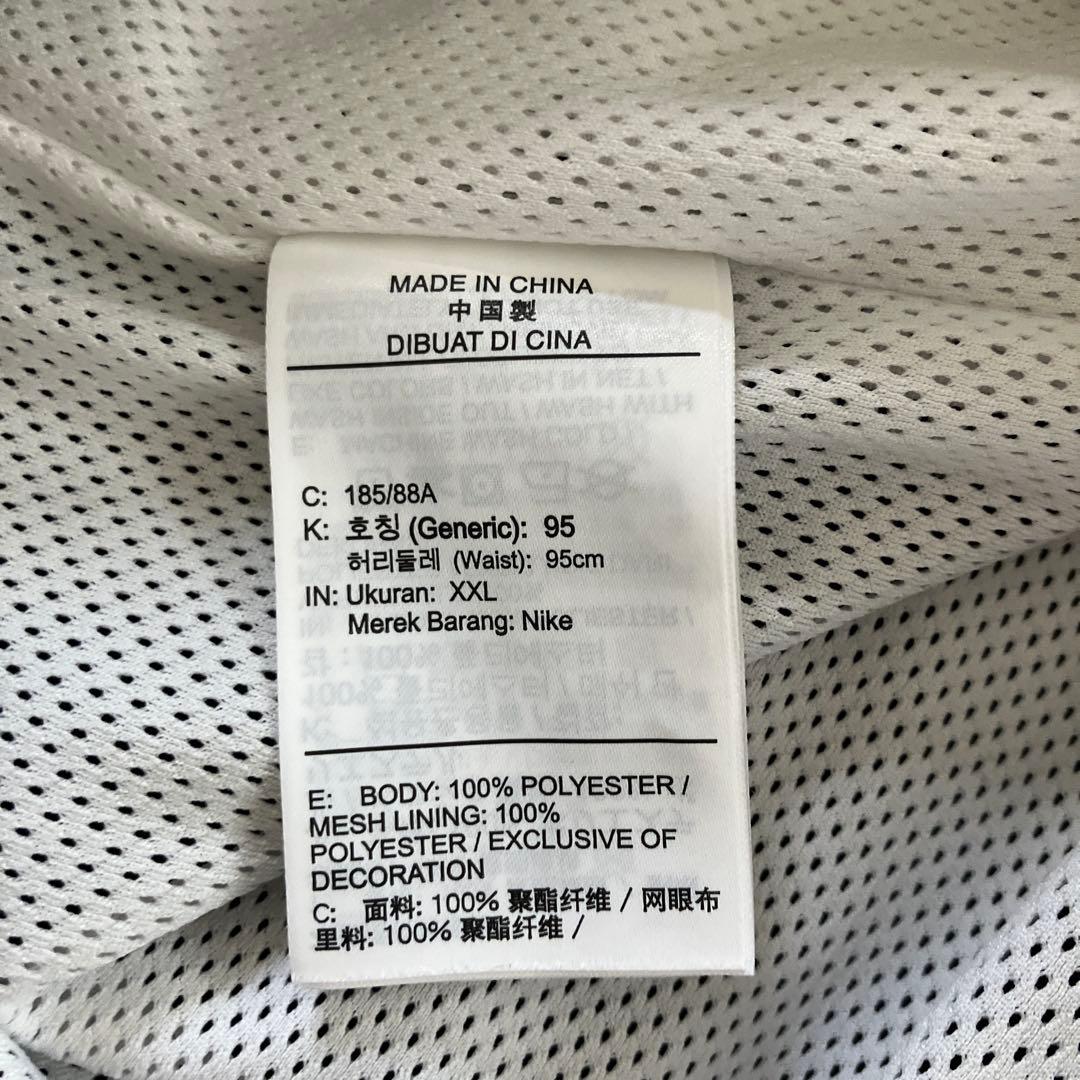 MADE IN CHINA
中国製
DIBUAT DI CINA
C: 185/88A
K: 호칭 (Generic): 95
허리둘레 (Waist): 95cm
IN: Ukuran: XXL
Merek Barang: Nike
E: BODY: 100% POLYESTER /
MESH LINING: 100%
POLYESTER / EXCLUSIVE OF
DECORATION
C: 面料: 100% 聚酯纤维 / 网眼布
里料: 100% 聚酯纤维 /